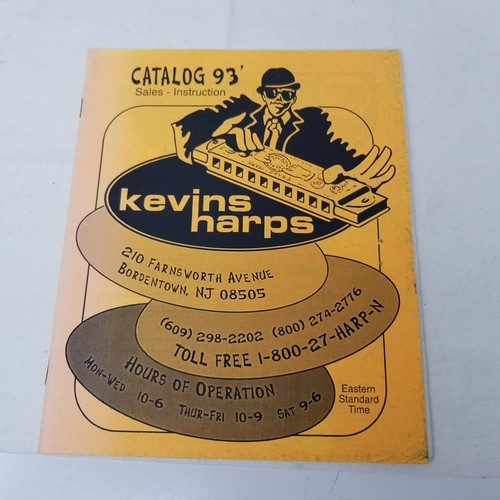 CATALOG 93'
Sales - Instruction
kevins
harps
210 FARNSWORTH AVENUE
BORDENTOWN, NJ 08505
(609) 298-2202 (800) 274-2776
TOLL FREE 1-800-27-HARP-N
HOURS OF OPERATION
MON-WED 10-6 THUR-FRI 10-9 SAT 9-6
Eastern
Standard
Time